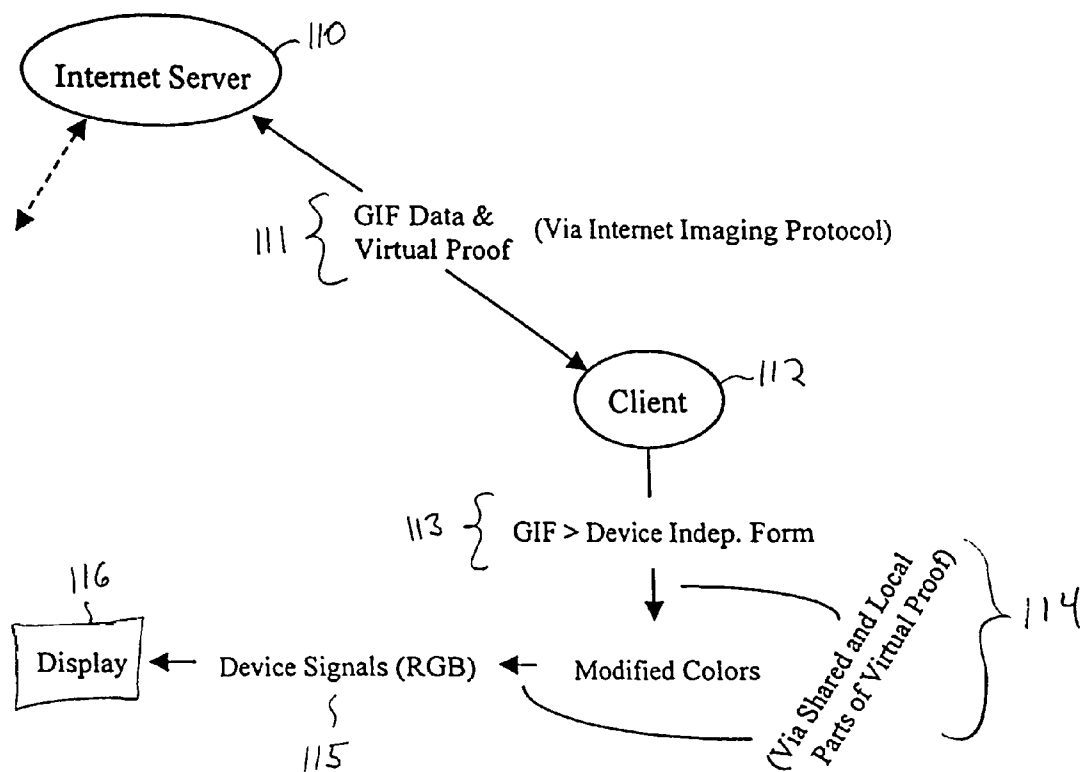 110
Internet Server
GIF Data &
111
(Via Internet Imaging Protocol)
Virtual Proof
112
Client
113
GIF > Device Indep. Form
(Via Shared and Local
Parts of Virtual Proof)
114
116
Display
Device Signals (RGB)
Modified Colors
115